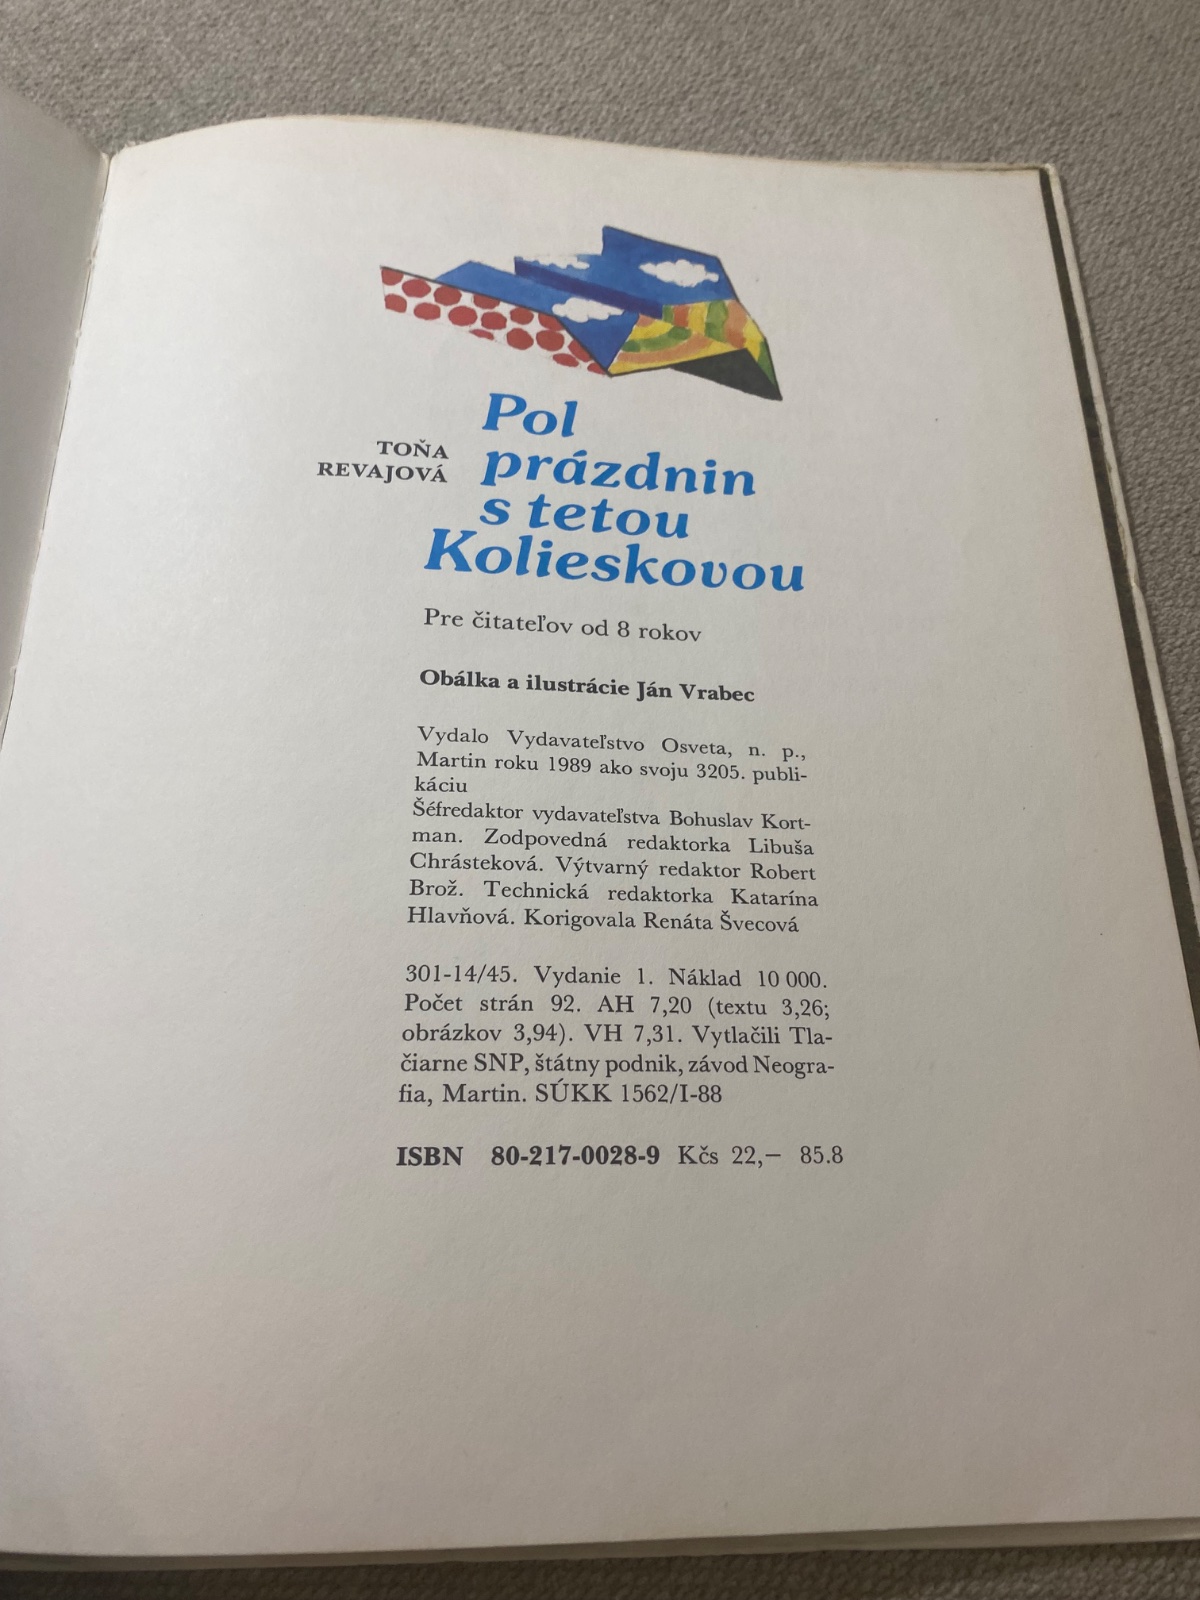 TOŇA
REVAJOVÁ
Pol
prázdnin
s tetou
Kolieskovou
Pre čitateľov od 8 rokov
Obálka a ilustrácie Ján Vrabec
Vydalo Vydavateľstvo Osveta, n. p.,
Martin roku 1989 ako svoju 3205. publi-
káciu
Šéfredaktor vydavateľstva Bohuslav Kort-
man. Zodpovedná redaktorka Libuša
Chrásteková. Výtvarný redaktor Robert
Brož. Technická redaktorka Katarína
Hlavňová. Korigovala Renáta Švecová
301-14/45. Vydanie 1. Náklad 10 000.
Počet strán 92. AH 7,20 (textu 3,26;
obrázkov 3,94). VH 7,31. Vytlačili Tla-
čiarne SNP, štátny podnik, závod Neogra-
fia, Martin. SÚKK 1562/I-88
ISBN 80-217-0028-9 Kčs 22,– 85.8